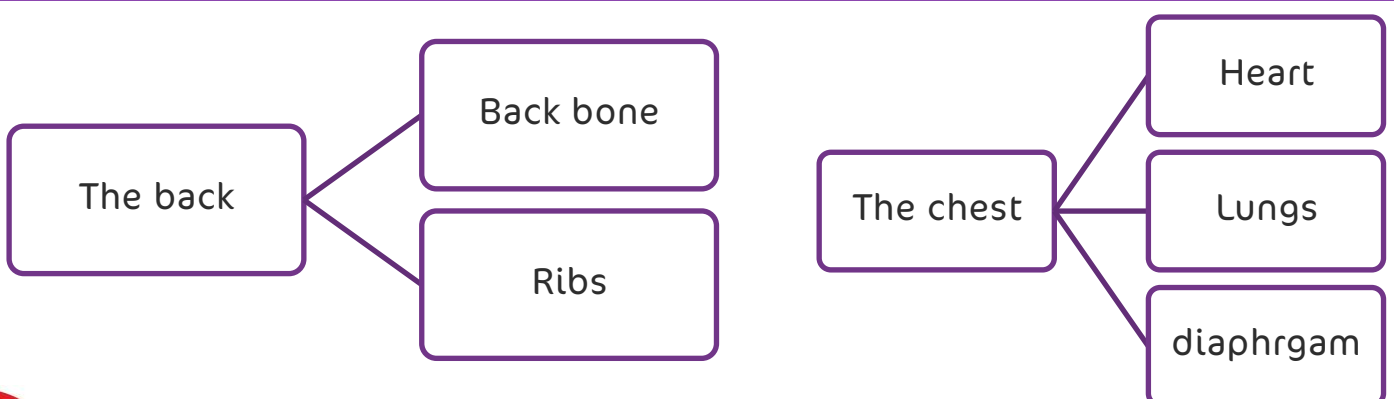 The back
Back bone
Ribs
The chest
Heart
Lungs
diaphrgam